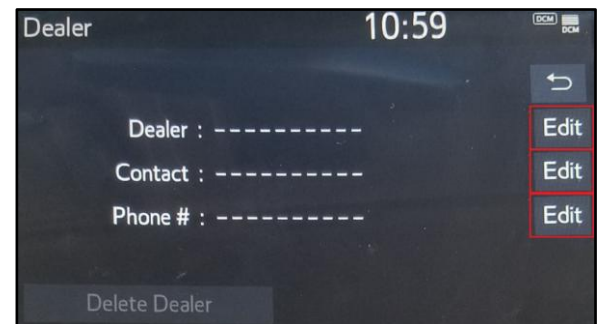 Dealer 10:59 DCM DCM
Dealer : ----------
Edit
Contact : ----------
Edit
Phone # : ----------
Edit
Delete Dealer